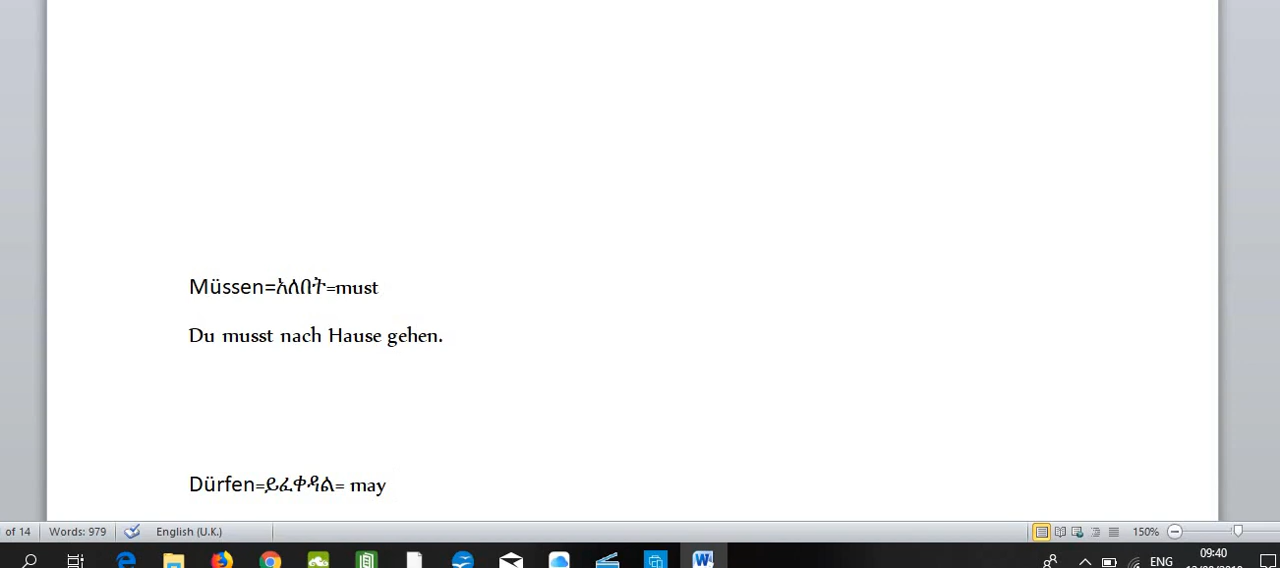 Müssen=አለበት=must
Du musst nach Hause gehen.
Dürfen=ይፈቀዳል= may
of 14 Words: 979 English (U.K.) 150%
ENG 09:40